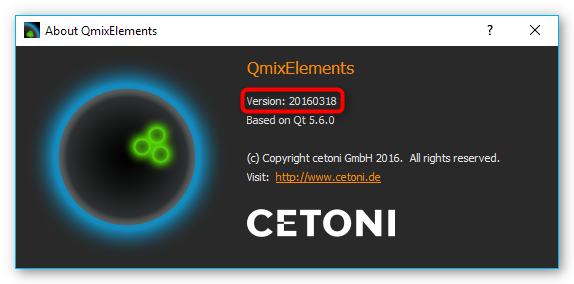 About QmixElements
?
QmixElements
Version: 20160318
Based on Qt 5.6.0
(c) Copyright cetoni GmbH 2016. All rights reserved.
Visit: http://www.cetoni.de
CETONI